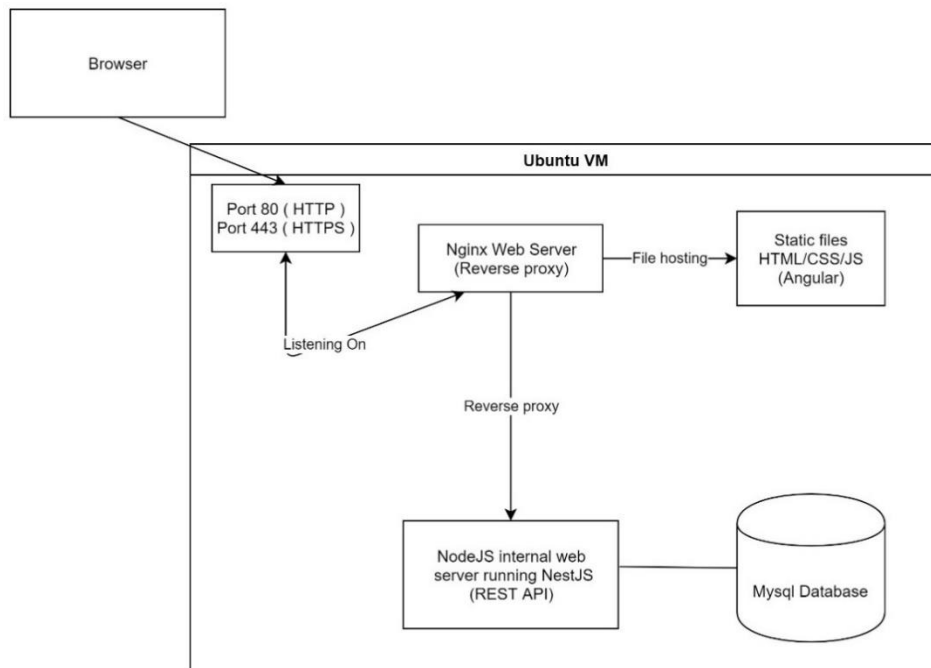 Browser
Ubuntu VM
Port 80 ( HTTP )
Port 443 ( HTTPS )
Nginx Web Server
(Reverse proxy)
File hosting
Static files
HTML/CSS/JS
(Angular)
Listening On
Reverse proxy
NodeJS internal web
server running NestJS
(REST API)
Mysql Database